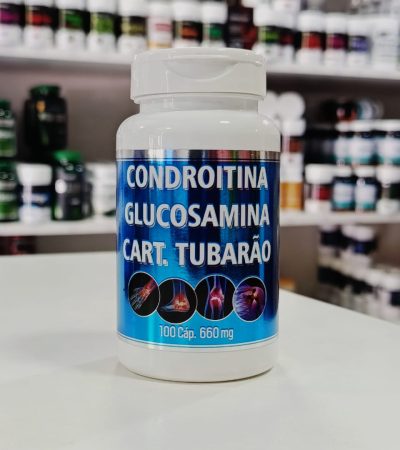 CONDROITINA
GLUCOSAMINA
CART. TUBARÃO
100 Cáp. 660 mg